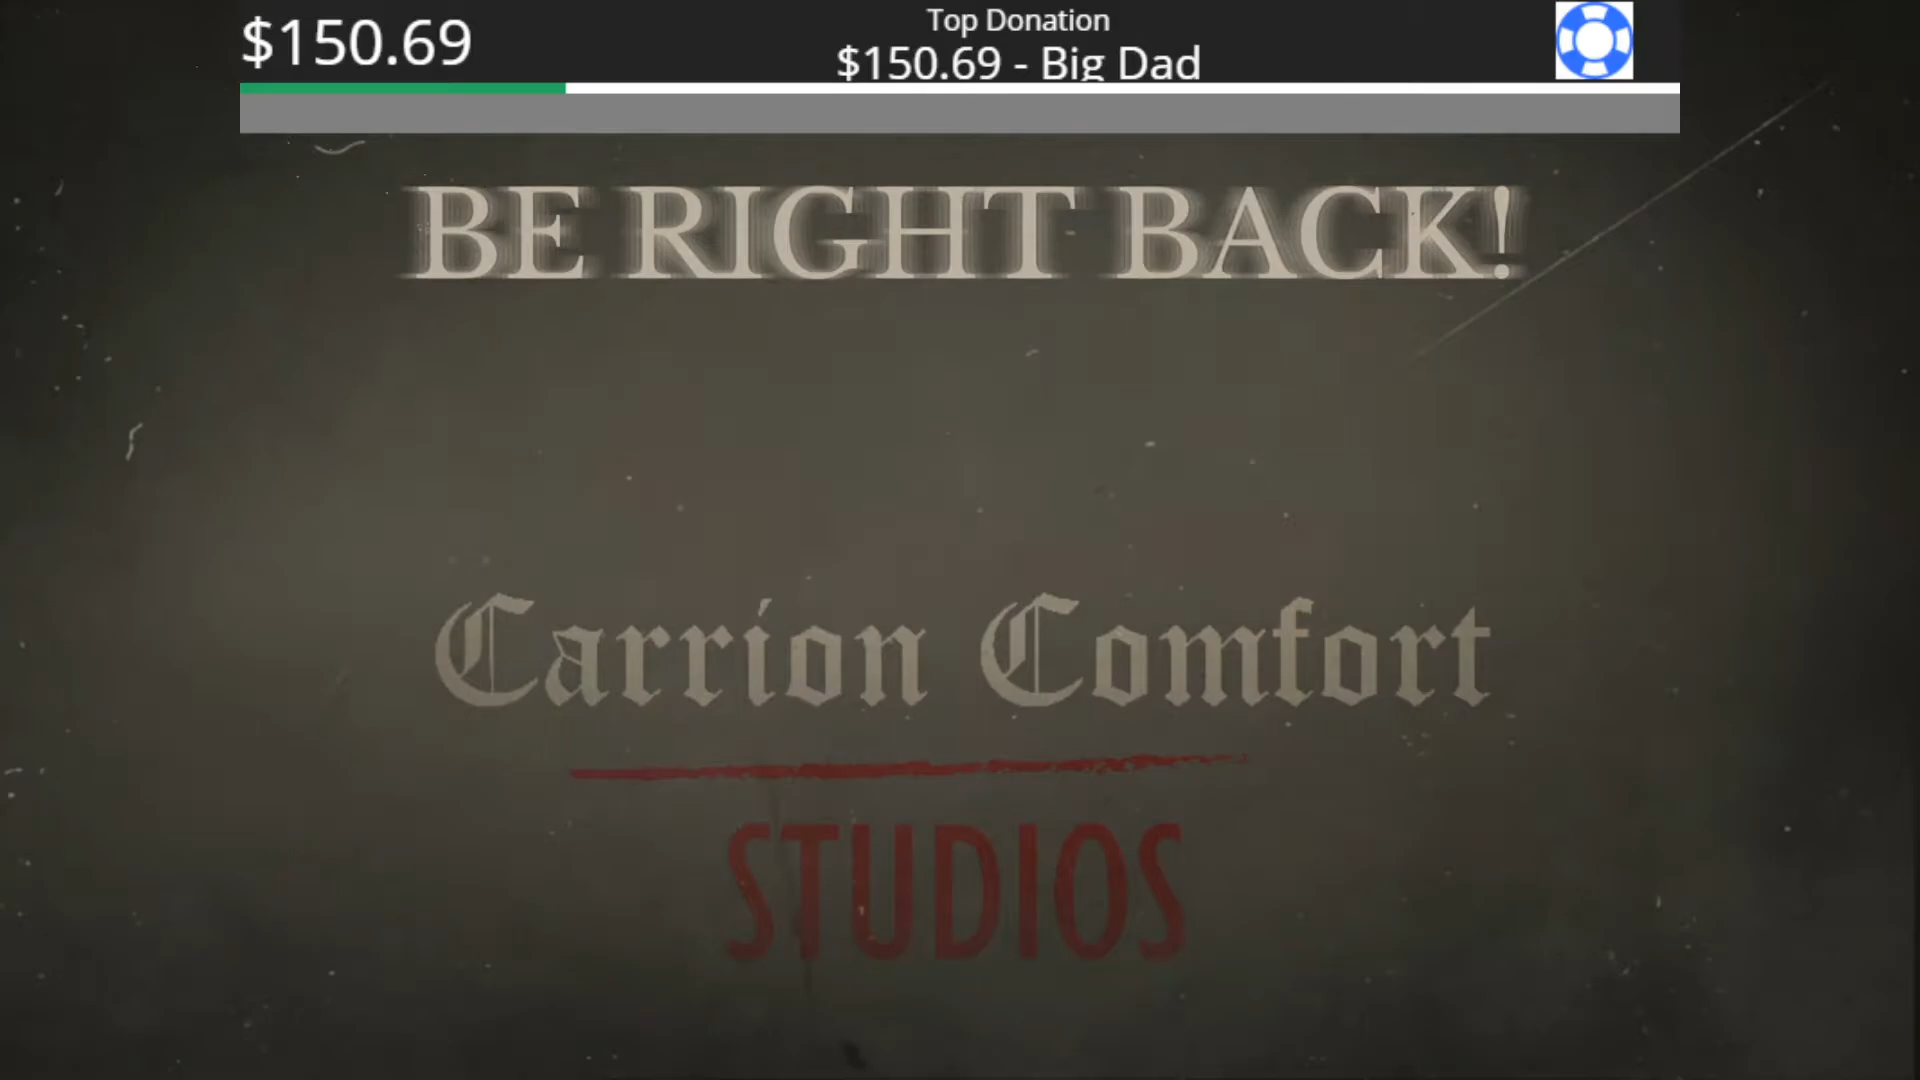 $150.69
Top Donation
$150.69 - Big Dad
BE RIGHT BACK!
Carrion Comfort
STUDIOS